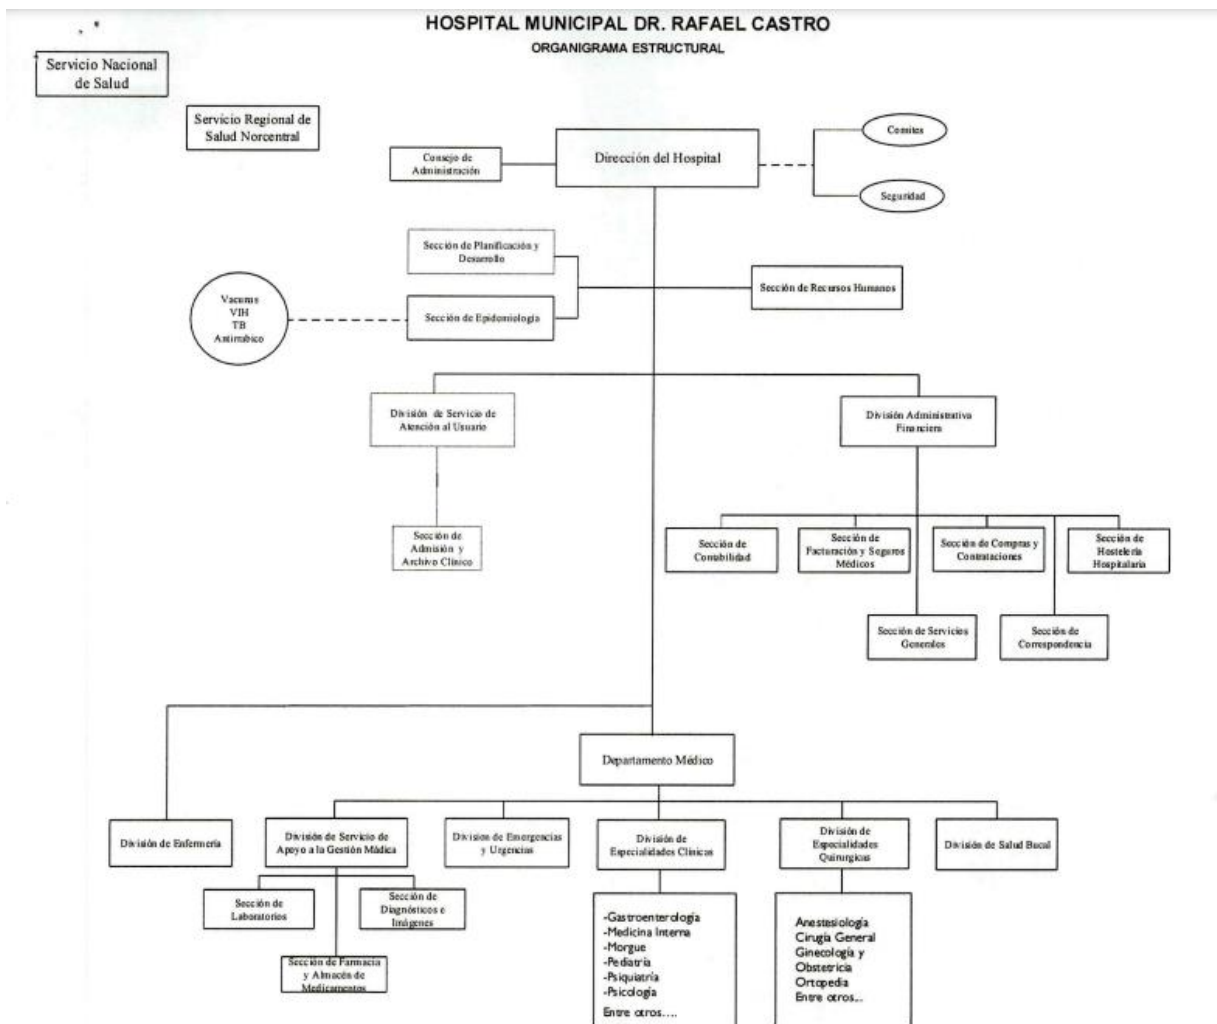 HOSPITAL MUNICIPAL DR. RAFAEL CASTRO
ORGANIGRAMA ESTRUCTURAL
Servicio Nacional
de Salud
Servicio Regional de
Salud Norcentral
Consejo de
Administración
Dirección del Hospital
Comites
Seguridad
Sección de Planificación y
Desarrollo
Sección de Recursos Humanos
Vacunas
VIH
TB
Antirrabico
Sección de Epidemiología
División de Servicio de
Atención al Usuario
División Administrativa
Financiera
Sección de
Admisión y
Archivo Clínico
Sección de
Contabilidad
Sección de
Facturación y Seguros
Médicos
Sección de Compras y
Contrataciones
Sección de
Hostelería
Hospitalaria
Sección de Servicios
Generales
Sección de
Correspondencia
Departamento Médico
División de Enfermería
División de Servicio de
Apoyo a la Gestión Médica
Division de Emergencias
y Urgencias
División de
Especialidades Clínicas
División de
Especialidades
Quirurgicas
División de Salud Bucal
Sección de
Laboratorios
Sección de
Diagnósticos e
Imágenes
Sección de Farmacia
y Almacén de
Medicamentos
-Gastroenterología
-Medicina Interna
-Morgue
-Pediatría
-Psiquiatría
-Psicología
Entre otros....
Anestesiología
Cirugía General
Ginecología y
Obstetricia
Ortopedia
Entre otros...